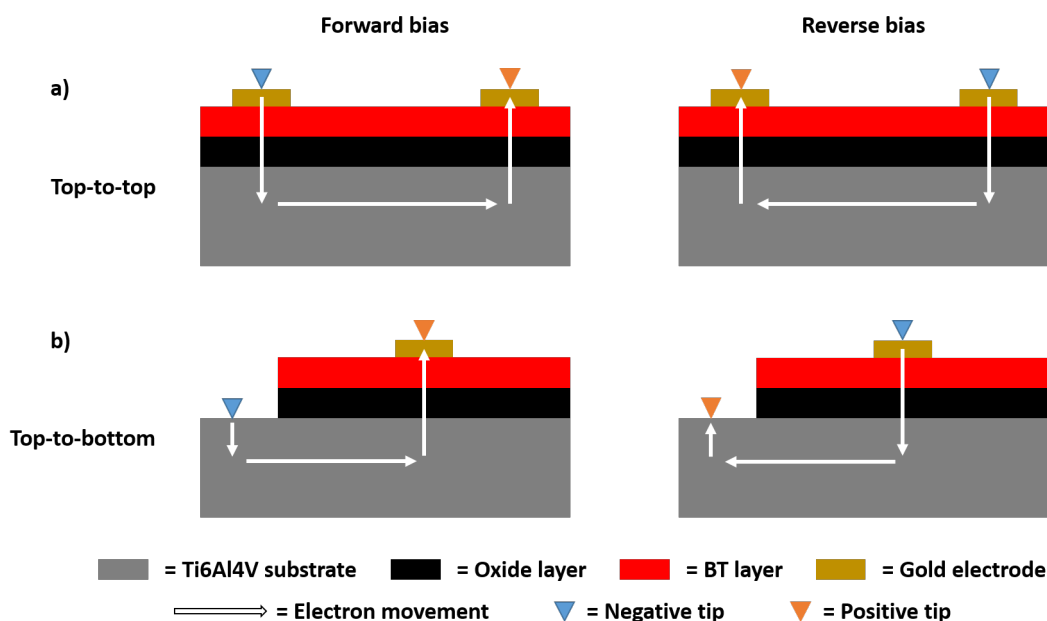 Forward bias
Reverse bias
a)
Top-to-top
b)
Top-to-bottom
= Ti6Al4V substrate = Oxide layer = BT layer = Gold electrode
= Electron movement = Negative tip = Positive tip